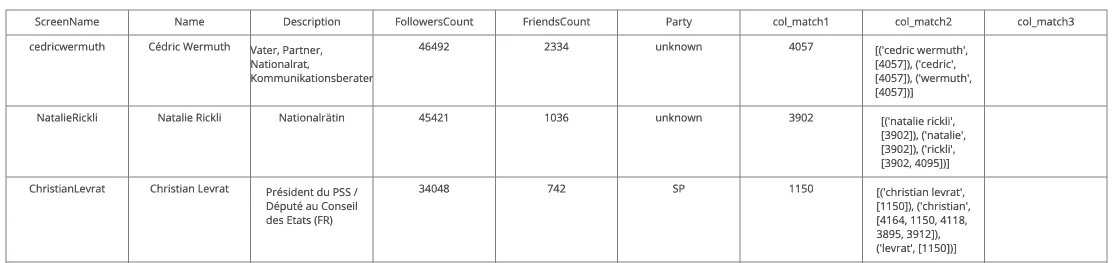 ScreenName Name Description FollowersCount FriendsCount Party col_match1 col_match2 col_match3
cedricwermuth Cédric Wermuth Vater, Partner, Nationalrat, Kommunikationsberater 46492 2334 unknown 4057 [('cedric wermuth', [4057]), ('cedric', [4057]), ('wermuth', [4057])]
NatalieRickli Natalie Rickli Nationalrätin 45421 1036 unknown 3902 [('natalie rickli', [3902]), ('natalie', [3902]), ('rickli', [3902, 4095])]
ChristianLevrat Christian Levrat Président du PSS / Député au Conseil des Etats (FR) 34048 742 SP 1150 [('christian levrat', [1150]), ('christian', [4164, 1150, 4118, 3895, 3912]), ('levrat', [1150])]